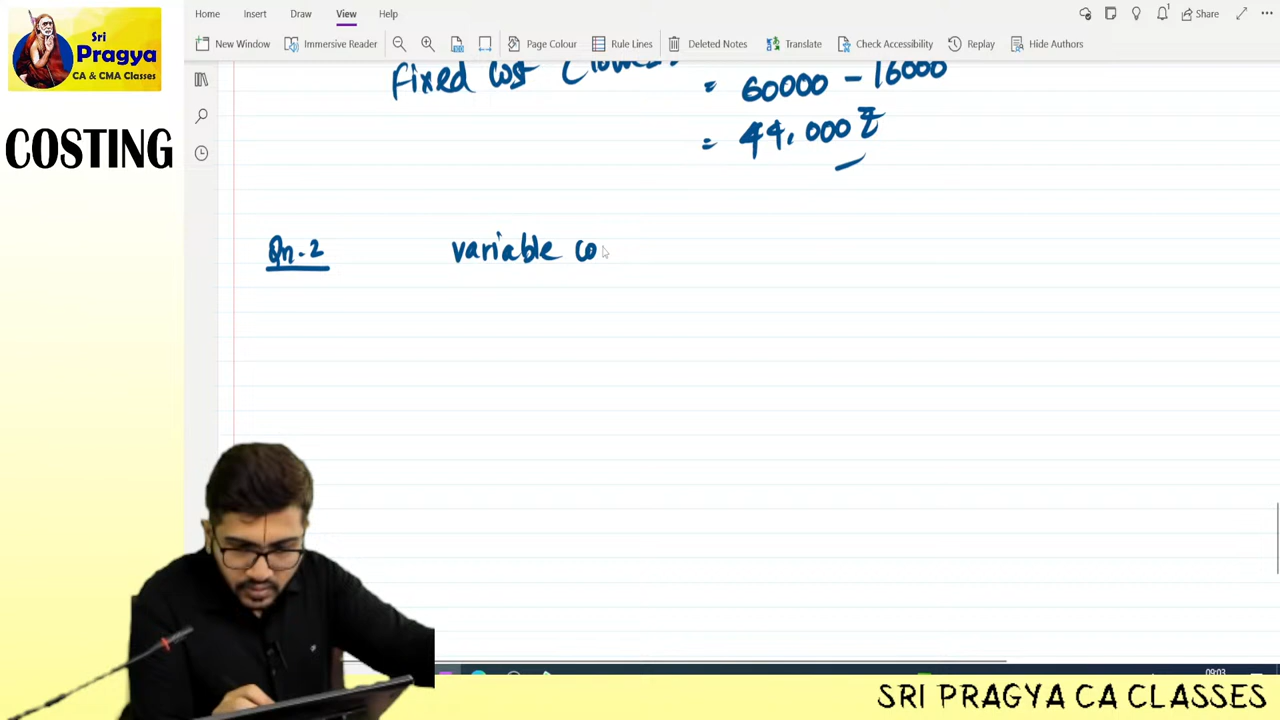 Sri
Pragya
CA & CMA Classes
COSTING
Home Insert Draw View Help
Share
New Window Immersive Reader Page Colour Rule Lines Deleted Notes Translate Check Accessibility Replay Hide Authors
Fixed cost
= 60000 - 16000
= 44,000 ₹
Qn.2 variable co
09:03
SRI PRAGYA CA CLASSES